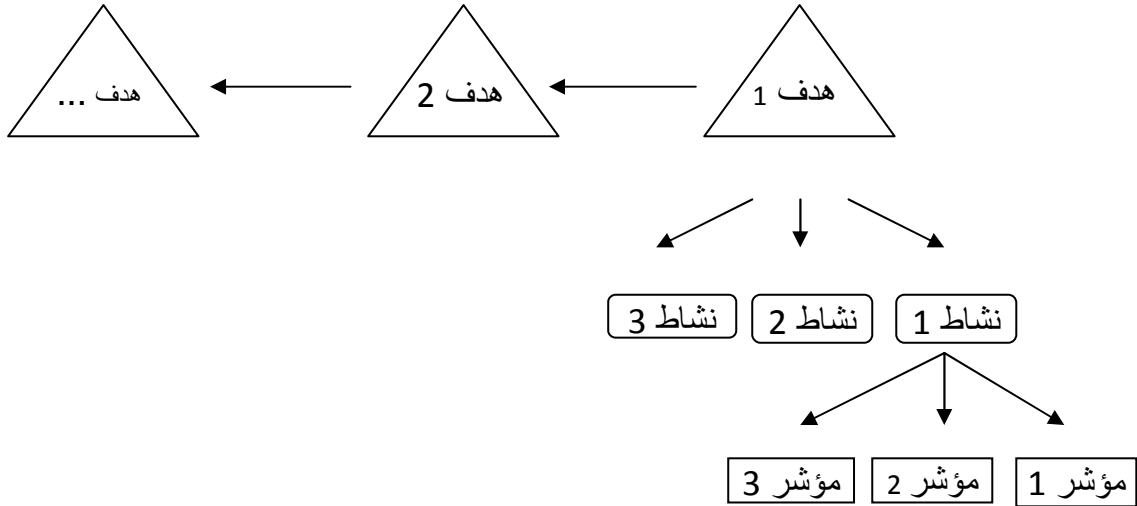 هدف 1
هدف 2
هدف ...
نشاط 1
نشاط 2
نشاط 3
مؤشر 1
مؤشر 2
مؤشر 3